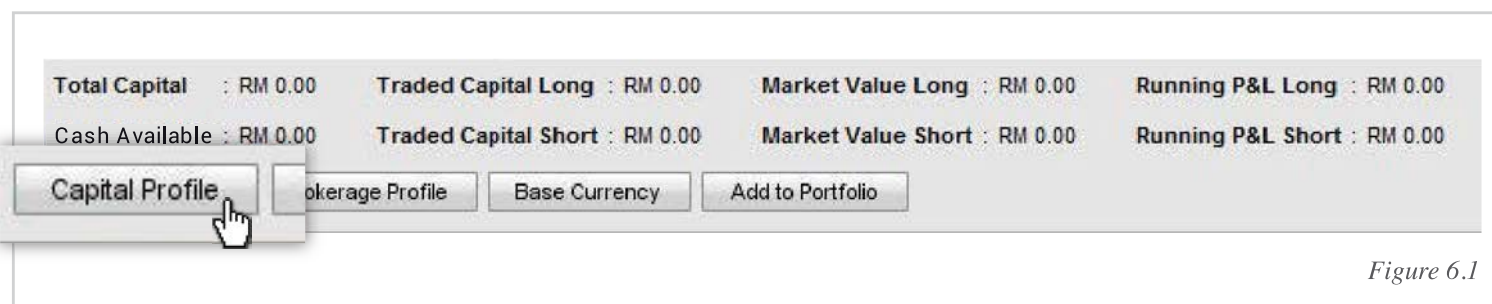 Total Capital : RM 0.00 Traded Capital Long : RM 0.00 Market Value Long : RM 0.00 Running P&L Long : RM 0.00
Cash Available : RM 0.00 Traded Capital Short : RM 0.00 Market Value Short : RM 0.00 Running P&L Short : RM 0.00
Capital Profile okerage Profile Base Currency Add to Portfolio
Figure 6.1